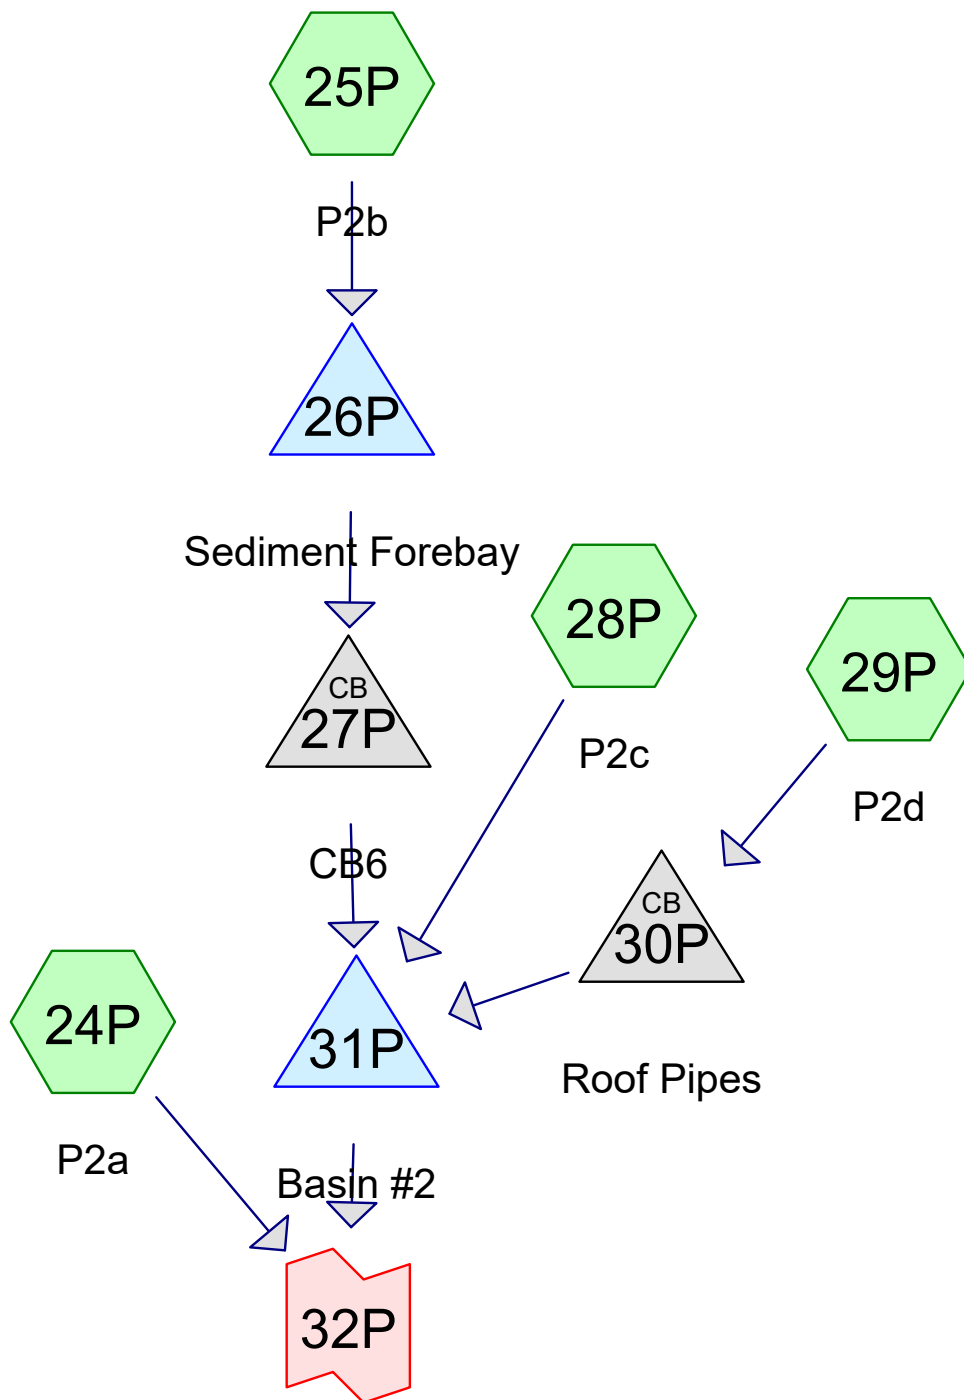 25P
P2b
26P
Sediment Forebay
28P
29P
CB
27P
P2c
P2d
CB6
CB
30P
24P
31P
Roof Pipes
P2a
Basin #2
32P